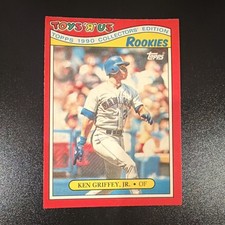 TOYS "R" US
TOPPS 1990 COLLECTORS' EDITION
ROOKIES
Topps
KEN GRIFFEY, JR. • OF